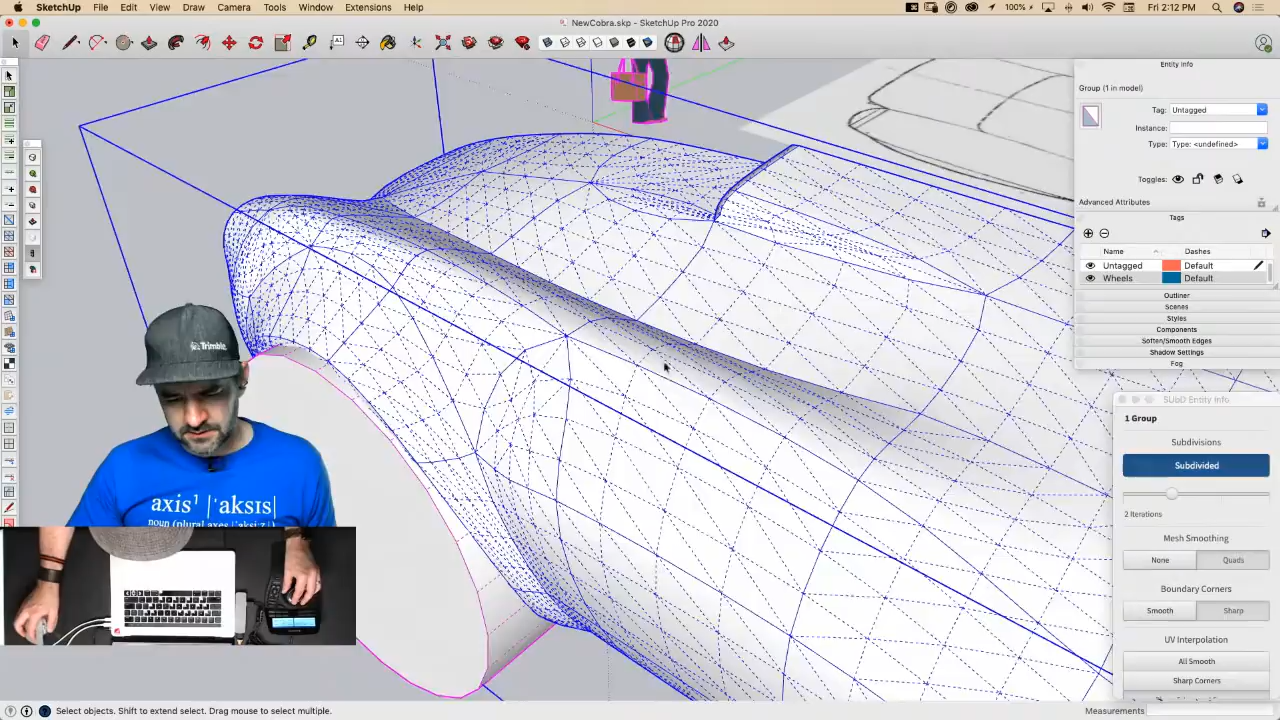 SketchUp File Edit View Draw Camera Tools Window Extensions Help
100% Fri 2:12 PM
NewCobra.skp - SketchUp Pro 2020
Entity Info
Group (1 in model)
Tag: Untagged
Instance:
Type: Type: <undefined>
Toggles:
Advanced Attributes
Tags
Name Dashes
Untagged Default
Wheels Default
Outliner
Scenes
Styles
Components
Soften/Smooth Edges
Shadow Settings
Fog
SUbD Entity Info
1 Group
Subdivisions
Subdivided
2 Iterations
Mesh Smoothing
None Quads
Boundary Corners
Smooth Sharp
UV Interpolation
All Smooth
Sharp Corners
Trimble.
axis¹ |ˈaksɪs|
noun (plural axes |ˈakˌsiːz|)
Select objects. Shift to extend select. Drag mouse to select multiple.
Measurements